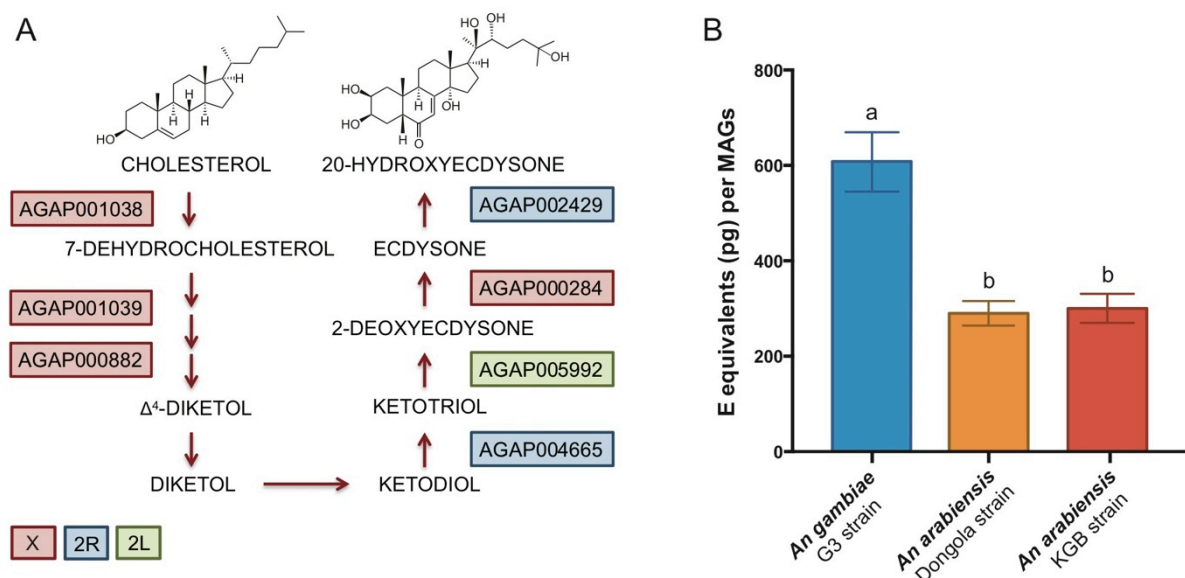 A
CHOLESTEROL
20-HYDROXYECDYSONE
AGAP001038
AGAP002429
7-DEHYDROCHOLESTEROL
ECDYSONE
AGAP001039
AGAP000284
2-DEOXYECDYSONE
AGAP000882
AGAP005992
Δ⁴-DIKETOL
KETOTRIOL
AGAP004665
DIKETOL
KETODIOL
X
2R
2L
HO
H
H
H
H
HO
HO
H
O
H
OH
HO
OH
OH
H
B
E equivalents (pg) per MAGs
800
600
400
200
0
a
b
b
An gambiae
G3 strain
An arabiensis
Dongola strain
An arabiensis
KGB strain